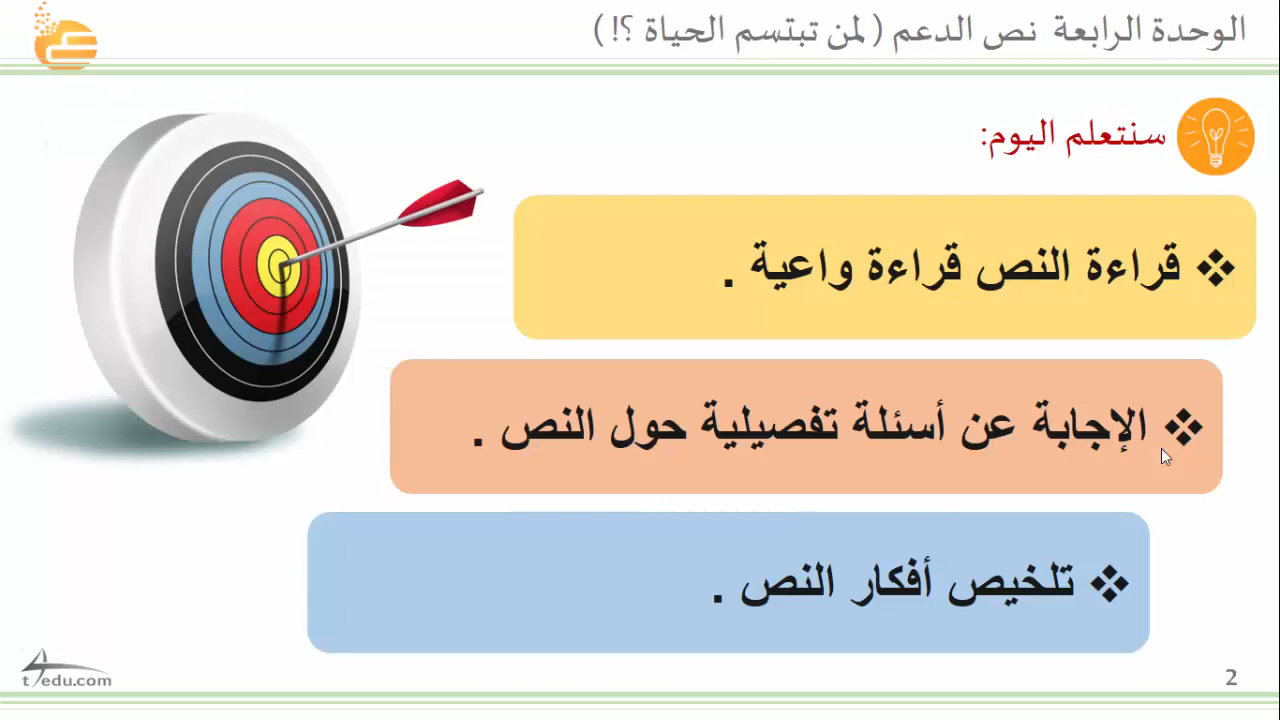 الوحدة الرابعة نص الدعم (لمن تبتسم الحياة ؟!)
سنتعلم اليوم:
❖ قراءة النص قراءة واعية .
❖ الإجابة عن أسئلة تفصيلية حول النص .
❖ تلخيص أفكار النص .
t4edu.com
2